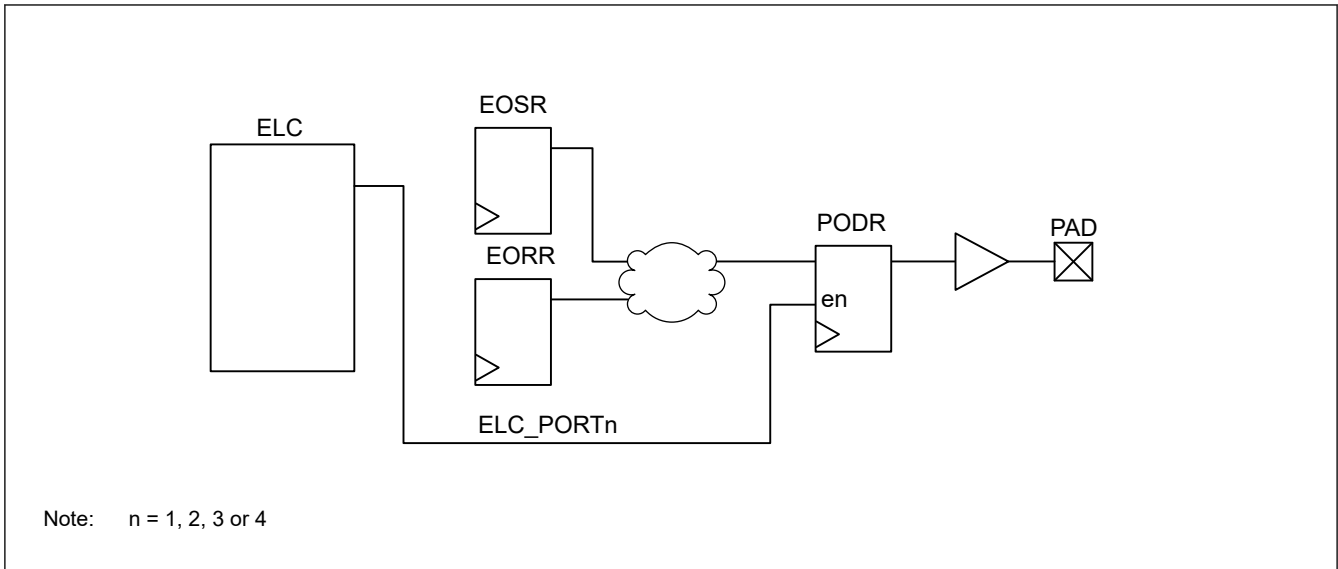 EOSR
ELC
PODR
PAD
EORR
en
ELC_PORTn
Note: n = 1, 2, 3 or 4